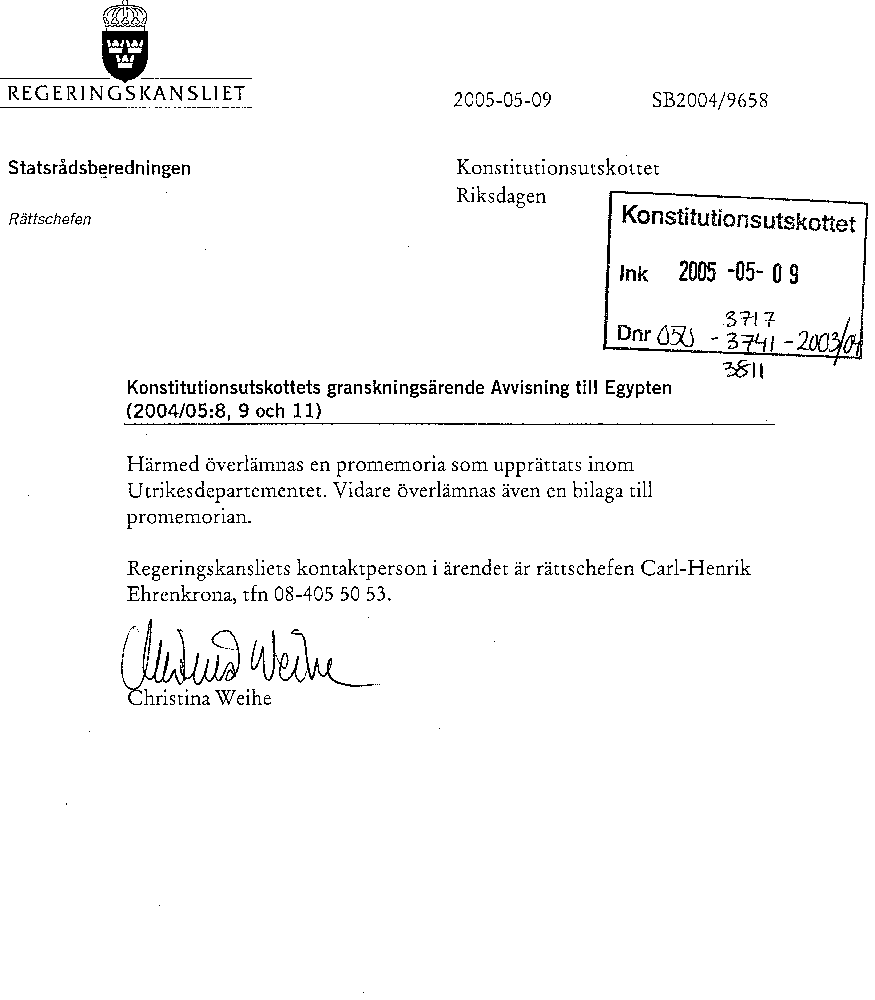 REGERINGSKANSLIET
2005-05-09 SB2004/9658
Statsrådsberedningen
Rättschefen
Konstitutionsutskottet
Riksdagen
Konstitutionsutskottet
Ink 2005 -05- 0 9
3717
Dnr 050 - 3741 - 2003/04
3811
Konstitutionsutskottets granskningsärende Avvisning till Egypten
(2004/05:8, 9 och 11)
Härmed överlämnas en promemoria som upprättats inom
Utrikesdepartementet. Vidare överlämnas även en bilaga till
promemorian.
Regeringskansliets kontaktperson i ärendet är rättschefen Carl-Henrik
Ehrenkrona, tfn 08-405 50 53.
Christina Weihe
Christina Weihe